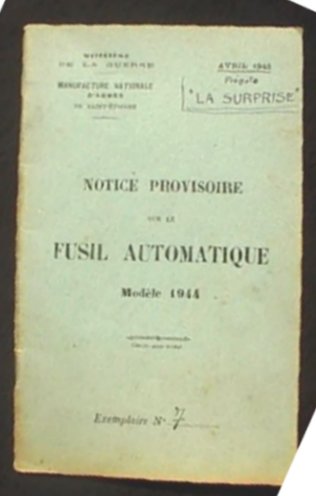 MINISTÈRE
DE LA GUERRE
MANUFACTURE NATIONALE
D'ARMES
DE SAINT-ÉTIENNE
AVRIL 1945
"LA SURPRISE"
NOTICE PROVISOIRE
SUR LE
FUSIL AUTOMATIQUE
Modèle 1944
Exemplaire N° 7